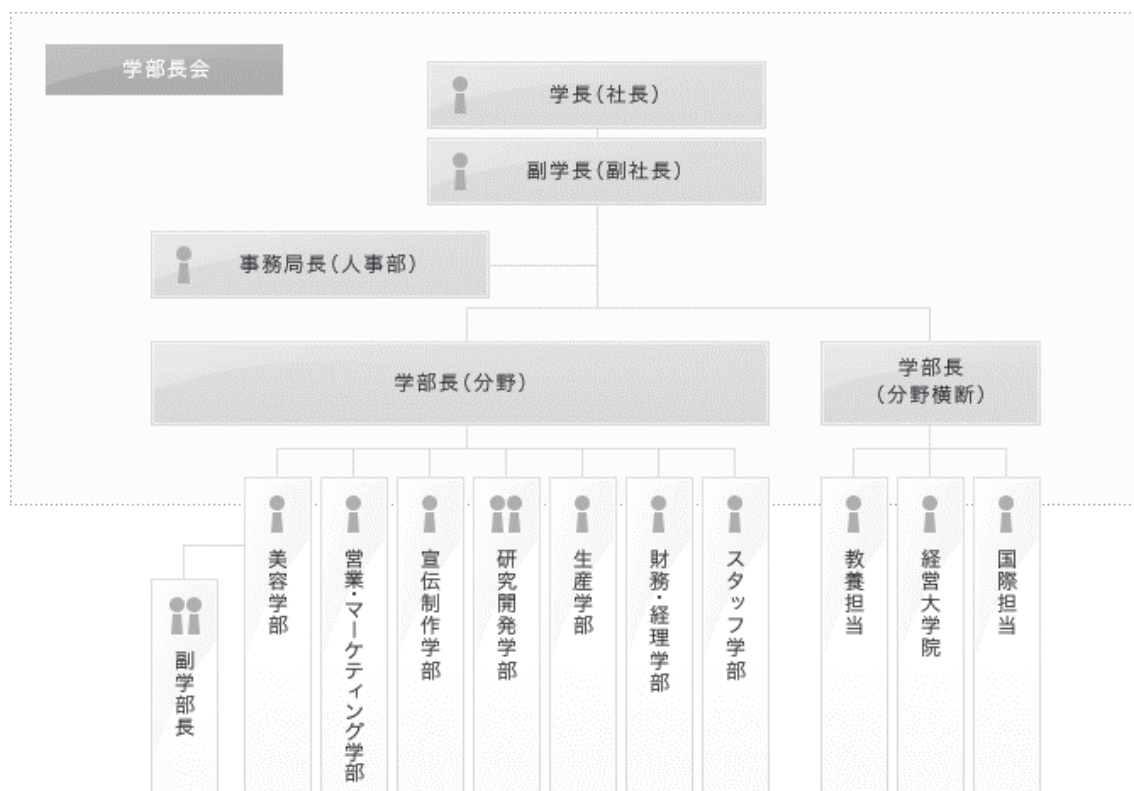 学部長会
学長(社長)
副学長(副社長)
事務局長(人事部)
学部長(分野)
学部長
(分野横断)
美容学部
営業・マーケティング学部
宣伝制作学部
研究開発学部
生産学部
財務・経理学部
スタッフ学部
教養担当
経営大学院
国際担当
副学部長